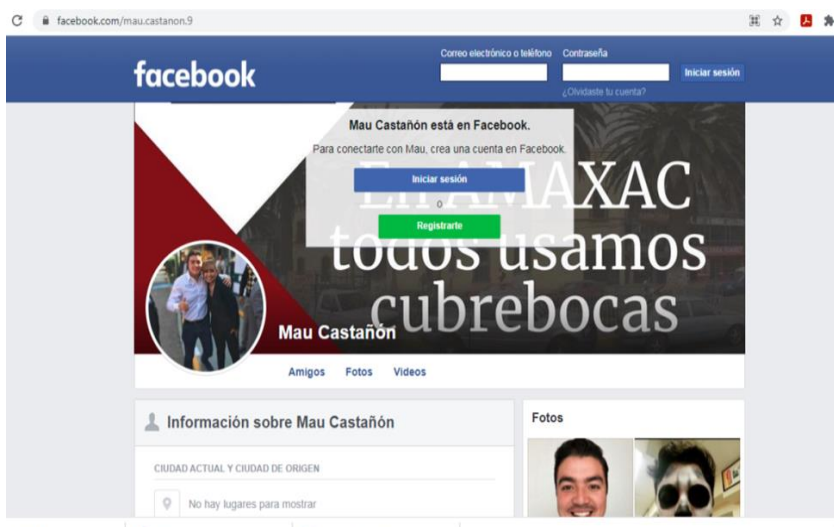 facebook.com/mau.castanon.9
facebook
Correo electrónico o teléfono
Contraseña
Iniciar sesión
¿Olvidaste tu cuenta?
Mau Castañón está en Facebook.
Para conectarte con Mau, crea una cuenta en Facebook.
Iniciar sesión
o
Registrarte
En AMAXAC
todos usamos
cubrebocas
Mau Castañón
Amigos Fotos Videos
Información sobre Mau Castañón
CIUDAD ACTUAL Y CIUDAD DE ORIGEN
No hay lugares para mostrar
Fotos